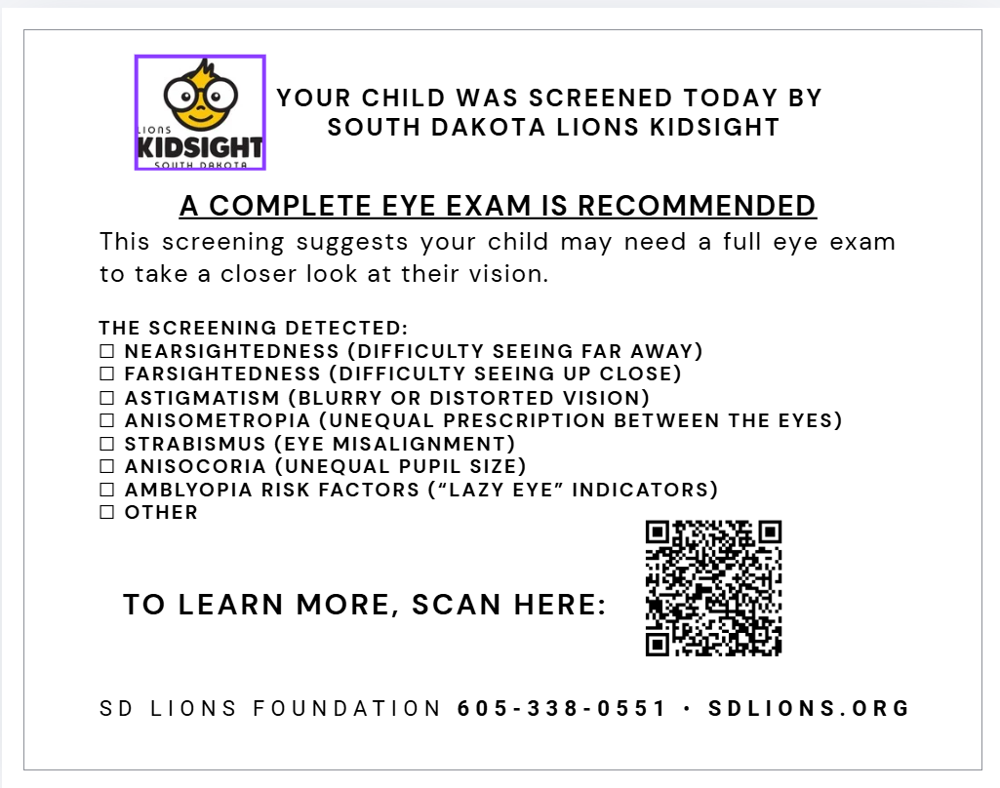 LIONS
KIDSIGHT
SOUTH DAKOTA
YOUR CHILD WAS SCREENED TODAY BY
SOUTH DAKOTA LIONS KIDSIGHT
A COMPLETE EYE EXAM IS RECOMMENDED
This screening suggests your child may need a full eye exam
to take a closer look at their vision.
THE SCREENING DETECTED:
☐ NEARSIGHTEDNESS (DIFFICULTY SEEING FAR AWAY)
☐ FARSIGHTEDNESS (DIFFICULTY SEEING UP CLOSE)
☐ ASTIGMATISM (BLURRY OR DISTORTED VISION)
☐ ANISOMETROPIA (UNEQUAL PRESCRIPTION BETWEEN THE EYES)
☐ STRABISMUS (EYE MISALIGNMENT)
☐ ANISOCORIA (UNEQUAL PUPIL SIZE)
☐ AMBLYOPIA RISK FACTORS (“LAZY EYE” INDICATORS)
☐ OTHER
TO LEARN MORE, SCAN HERE:
SD LIONS FOUNDATION 605-338-0551 • SDLIONS.ORG